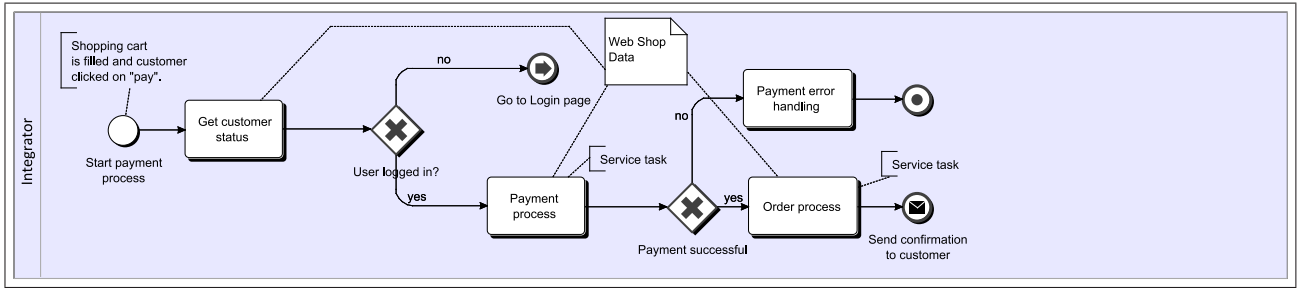 Integrator
Shopping cart
is filled and customer
clicked on "pay".
Start payment
process
Get customer
status
User logged in?
no
Go to Login page
yes
Web Shop
Data
Payment
process
Service task
Payment successful
no
Payment error
handling
yes
Order process
Service task
Send confirmation
to customer